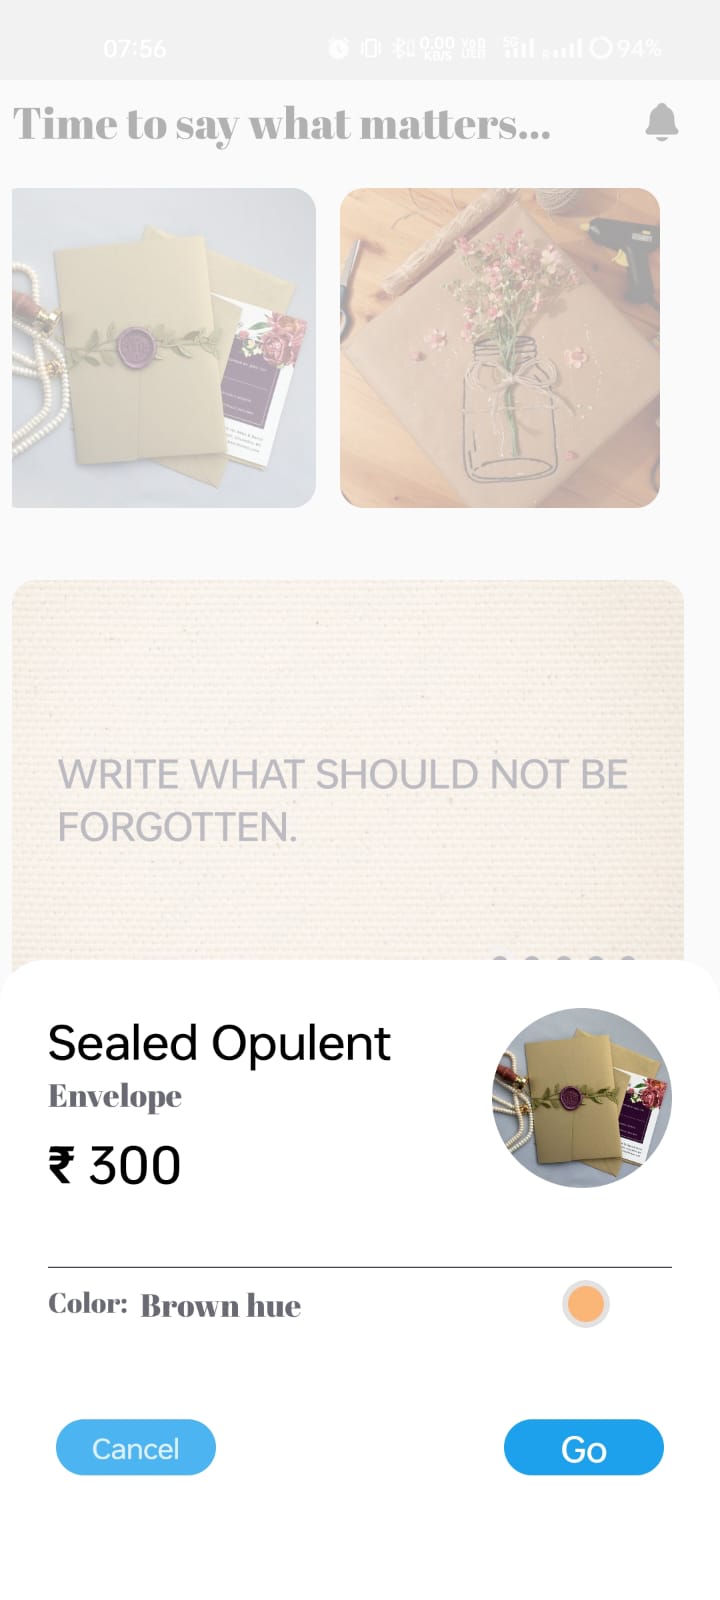 07:56
0.00 KB/S
5G
94%
Time to say what matters...
WRITE WHAT SHOULD NOT BE
FORGOTTEN.
Sealed Opulent
Envelope
₹ 300
Color: Brown hue
Cancel
Go